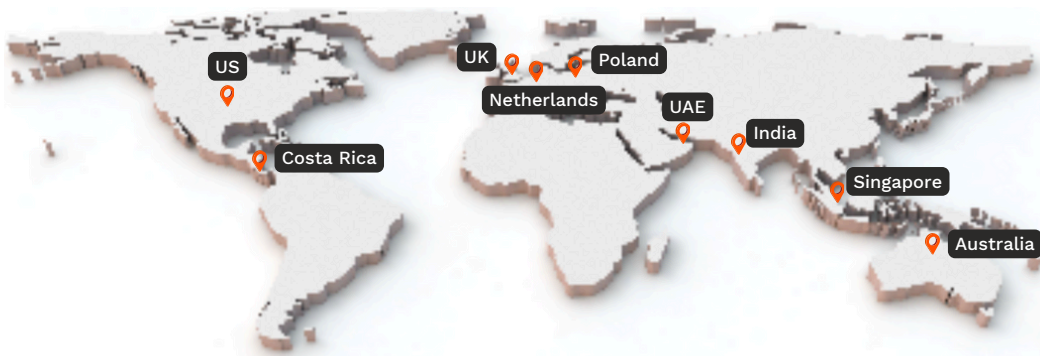 US
UK
Poland
Netherlands
UAE
India
Costa Rica
Singapore
Australia